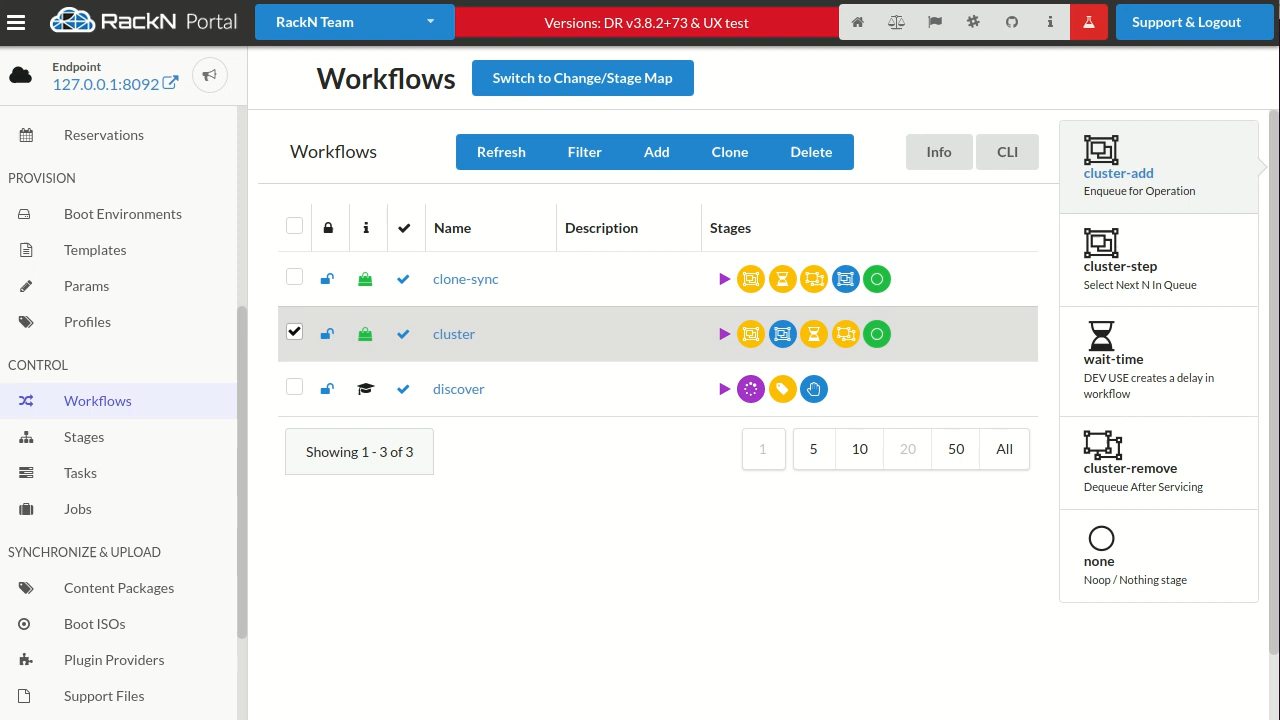 RackN Portal
RackN Team
Versions: DR v3.8.2+73 & UX test
Support & Logout
Endpoint
127.0.0.1:8092
Workflows
Switch to Change/Stage Map
Reservations
PROVISION
Boot Environments
Templates
Params
Profiles
CONTROL
Workflows
Stages
Tasks
Jobs
SYNCHRONIZE & UPLOAD
Content Packages
Boot ISOs
Plugin Providers
Support Files
Workflows
Refresh
Filter
Add
Clone
Delete
Info
CLI
Name
Description
Stages
clone-sync
cluster
discover
Showing 1 - 3 of 3
1
5
10
20
50
All
cluster-add
Enqueue for Operation
cluster-step
Select Next N In Queue
wait-time
DEV USE creates a delay in
workflow
cluster-remove
Dequeue After Servicing
none
Noop / Nothing stage